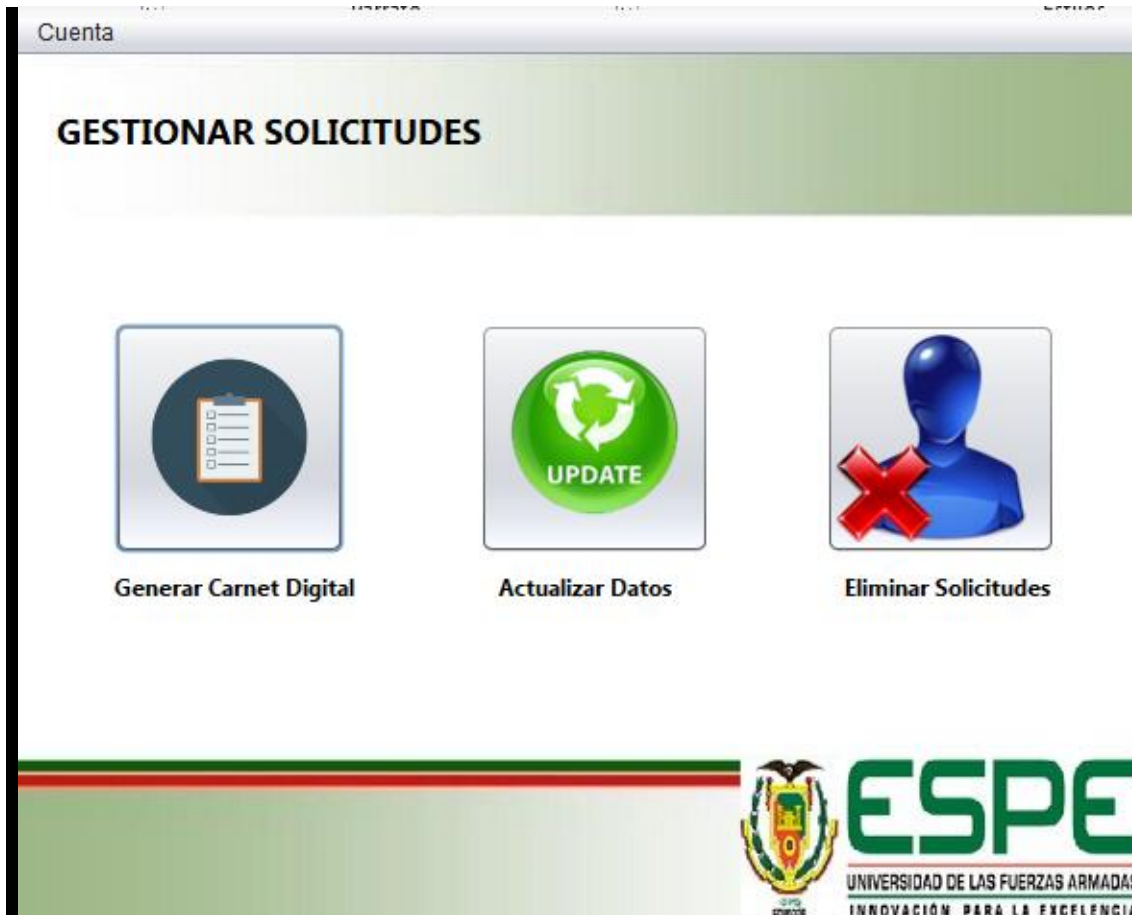 Cuenta
GESTIONAR SOLICITUDES
UPDATE
Generar Carnet Digital
Actualizar Datos
Eliminar Solicitudes
ESPE
UNIVERSIDAD DE LAS FUERZAS ARMADAS
INNOVACIÓN PARA LA EXCELENCIA